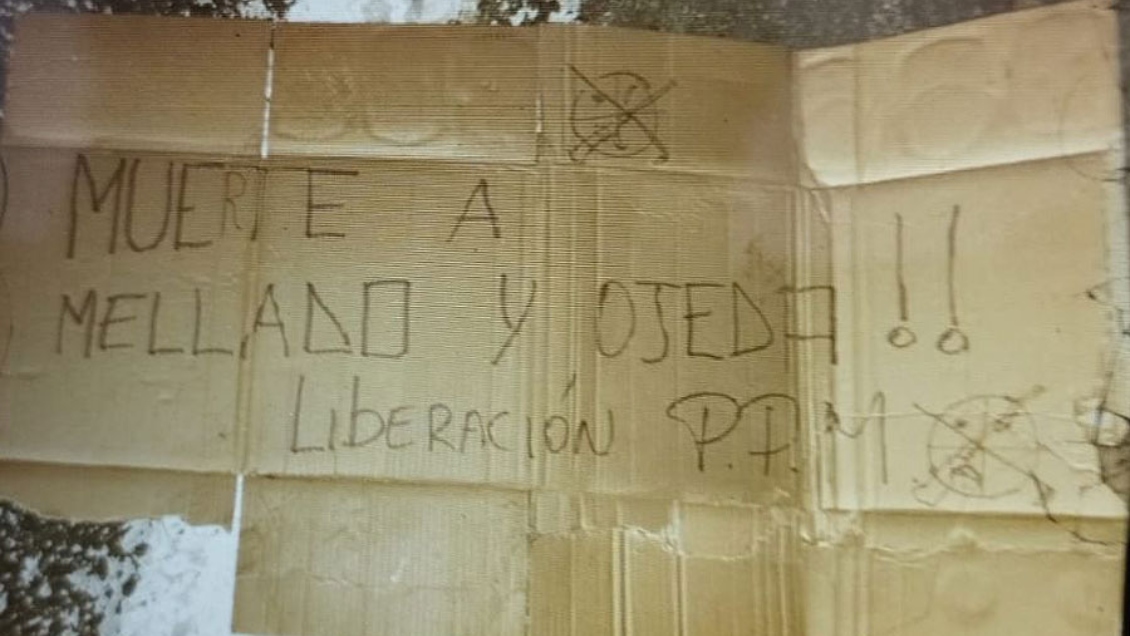 MUERTE A
MELLADO Y OJEDA !!
LIBERACIÓN P.P.M